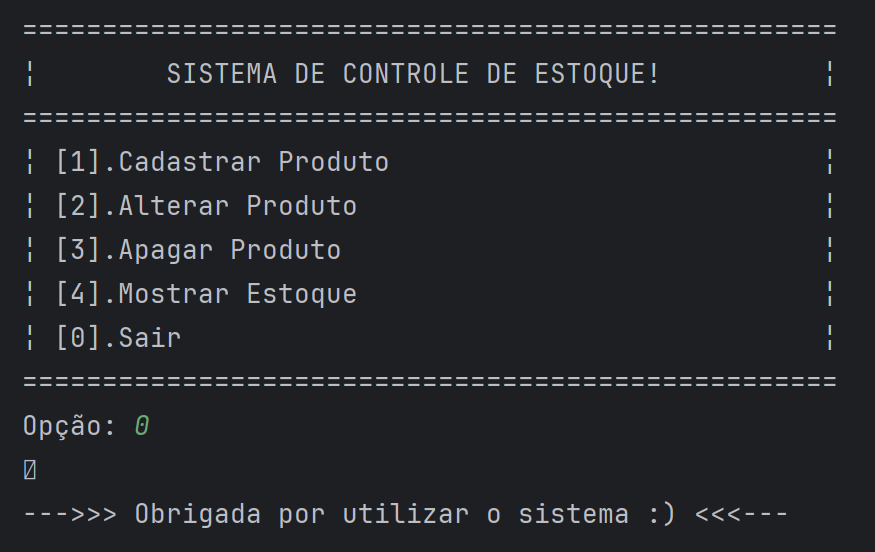 ===================================================
¦        SISTEMA DE CONTROLE DE ESTOQUE!          ¦
===================================================
¦ [1].Cadastrar Produto                           ¦
¦ [2].Alterar Produto                             ¦
¦ [3].Apagar Produto                              ¦
¦ [4].Mostrar Estoque                             ¦
¦ [0].Sair                                        ¦
===================================================
Opção: 0
--->>> Obrigada por utilizar o sistema :) <<<---